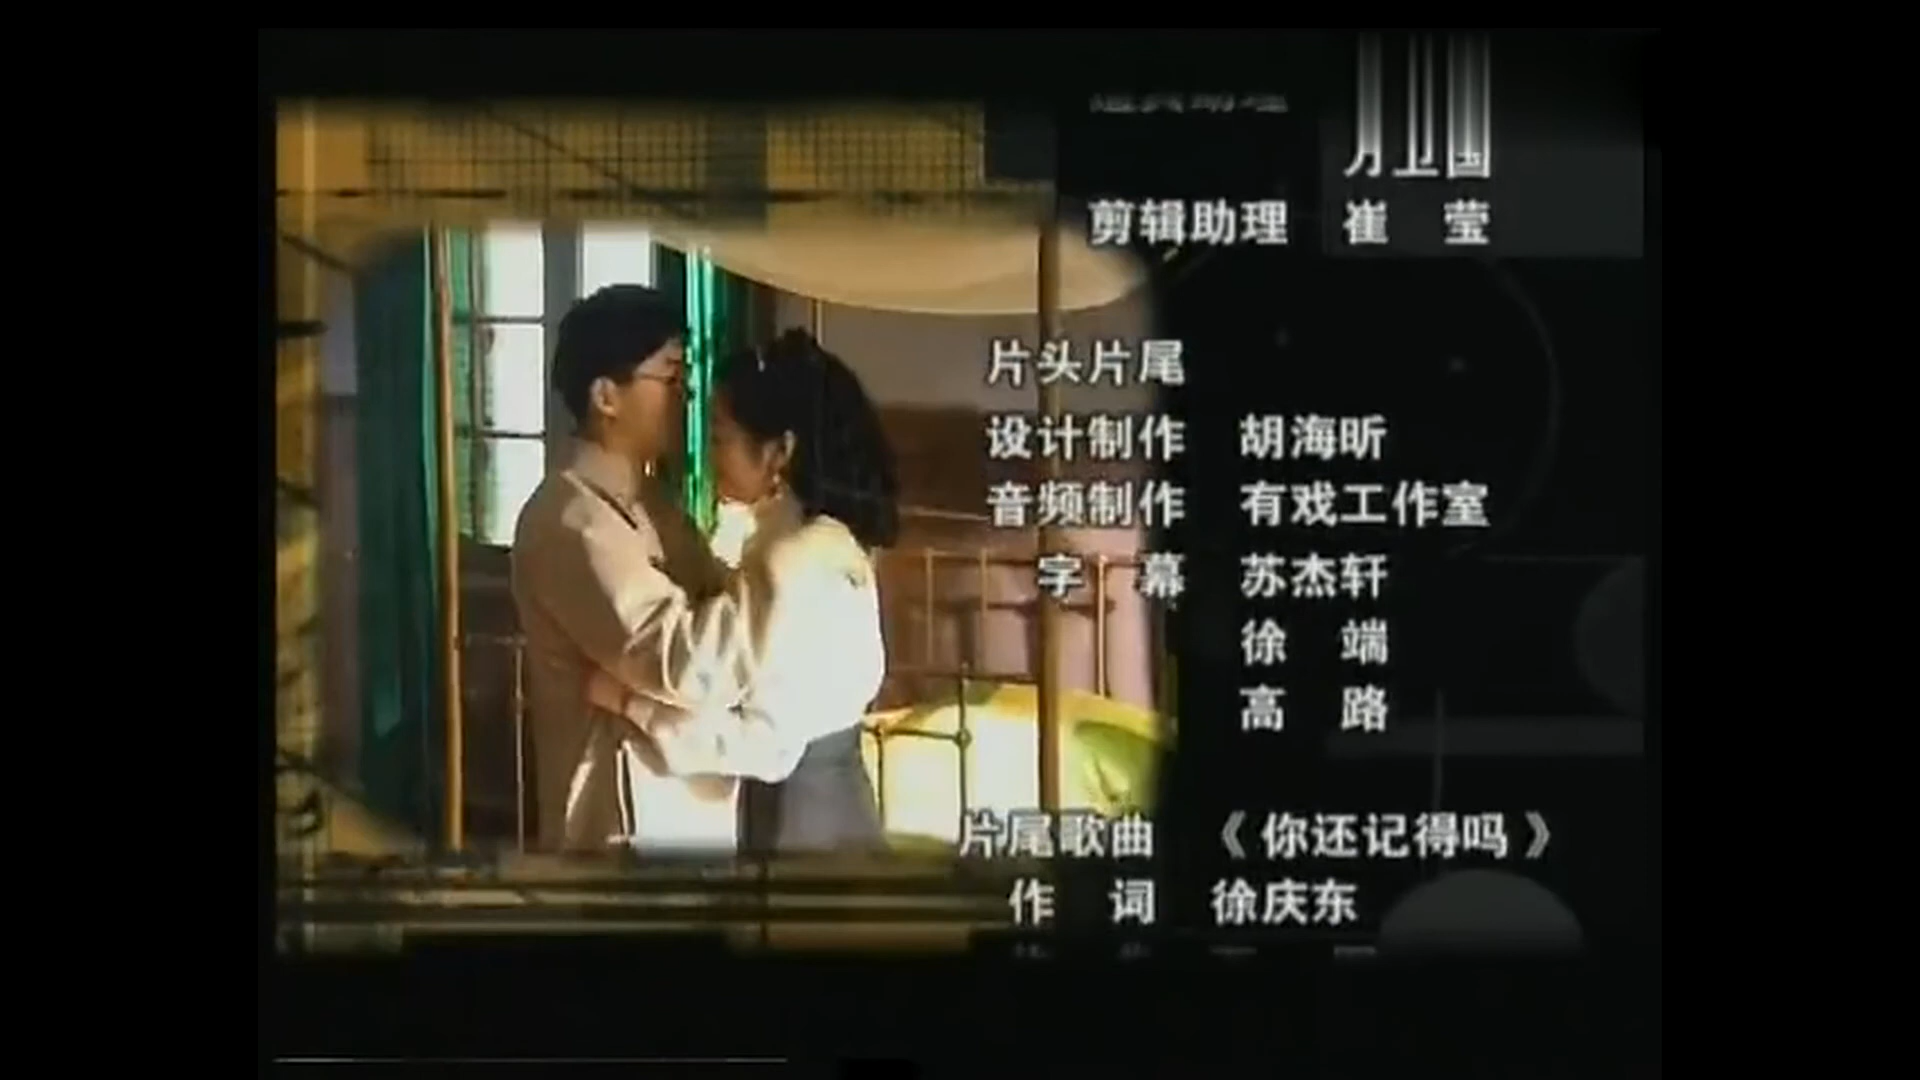 卫国
剪辑助理 崔 莹
片头片尾
设计制作 胡海昕
音频制作 有戏工作室
字 幕 苏杰轩
徐 端
高 路
片尾歌曲 《你还记得吗》
作 词 徐庆东